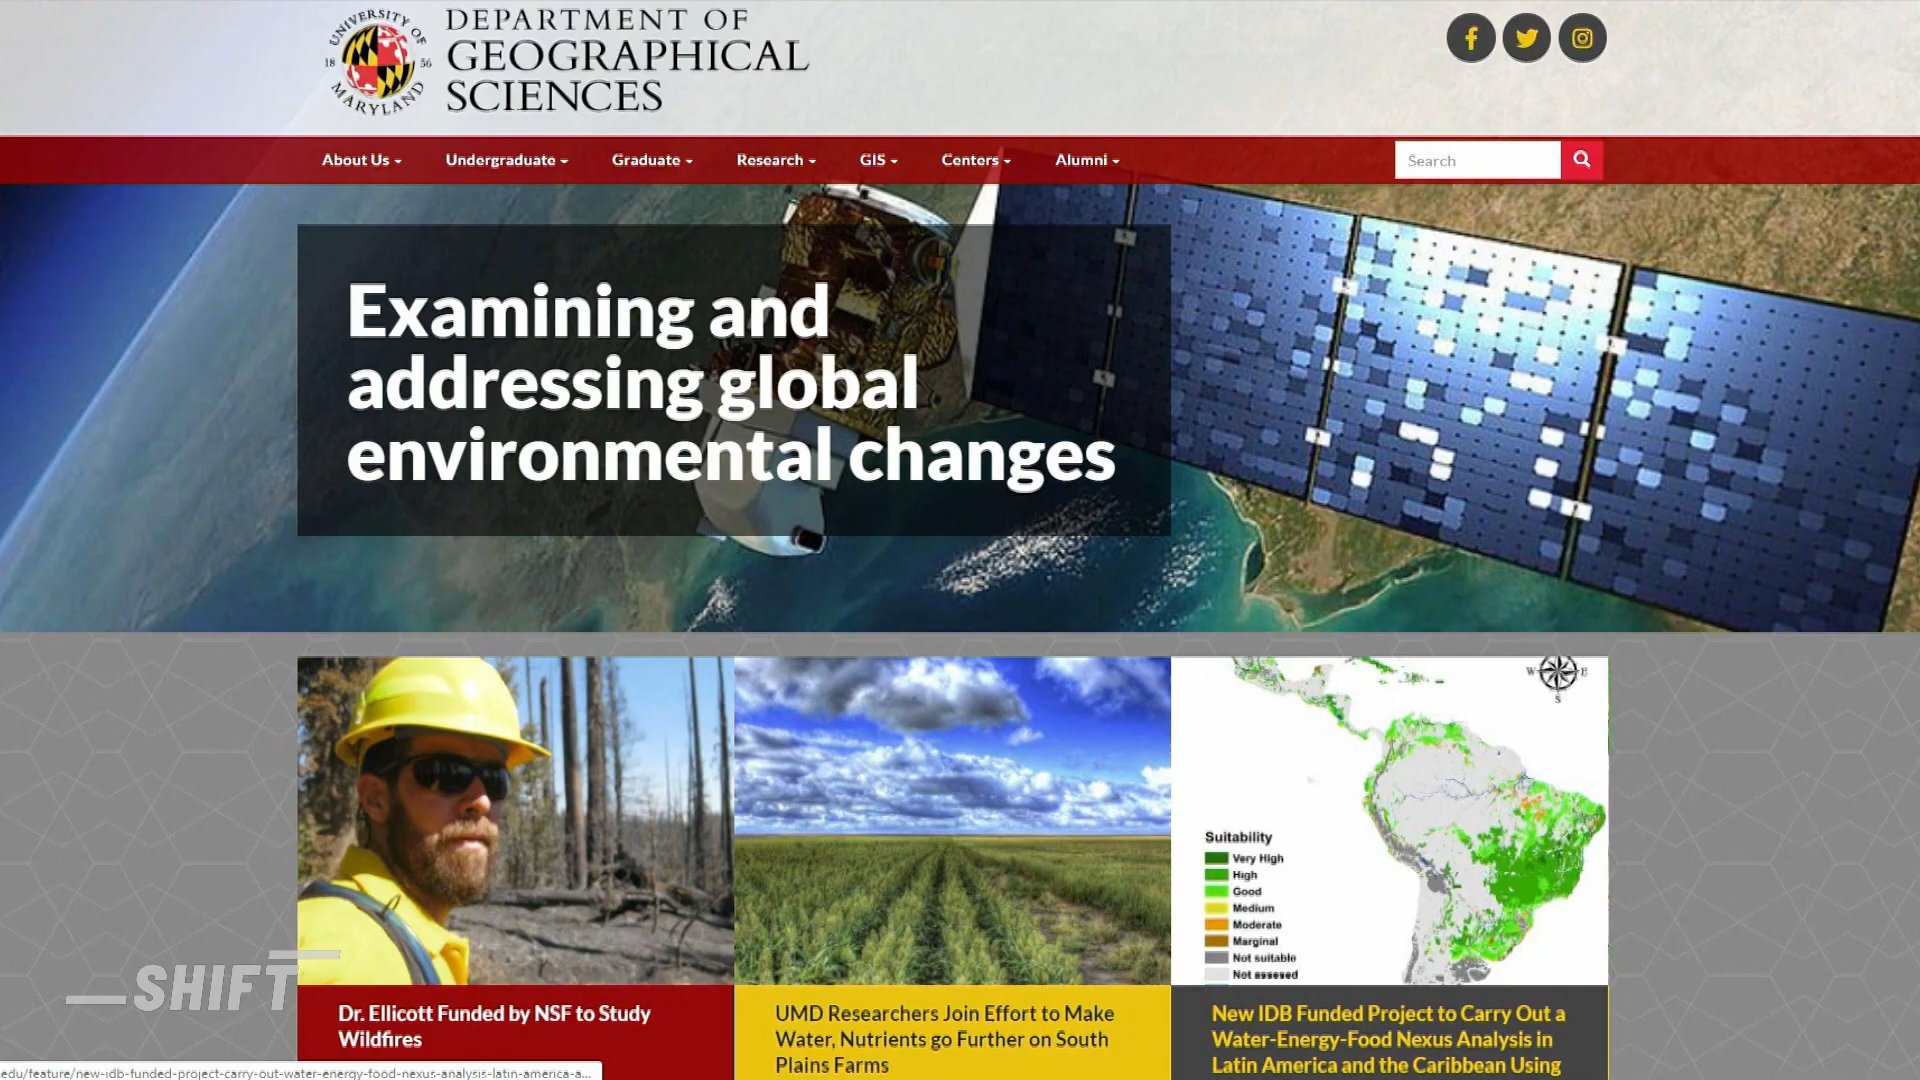 UNIVERSITY OF
18 56
MARYLAND
DEPARTMENT OF
GEOGRAPHICAL
SCIENCES
About Us
Undergraduate
Graduate
Research
GIS
Centers
Alumni
Search
Examining and
addressing global
environmental changes
W E
S
Suitability
Very High
High
Good
Medium
Moderate
Marginal
Not suitable
Not assesed
SHIFT
Dr. Ellicott Funded by NSF to Study
Wildfires
UMD Researchers Join Effort to Make
Water, Nutrients go Further on South
Plains Farms
New IDB Funded Project to Carry Out a
Water-Energy-Food Nexus Analysis in
Latin America and the Caribbean Using
.edu/feature/new-idb-funded-project-carry-out-water-energy-food-nexus-analysis-latin-america-a...